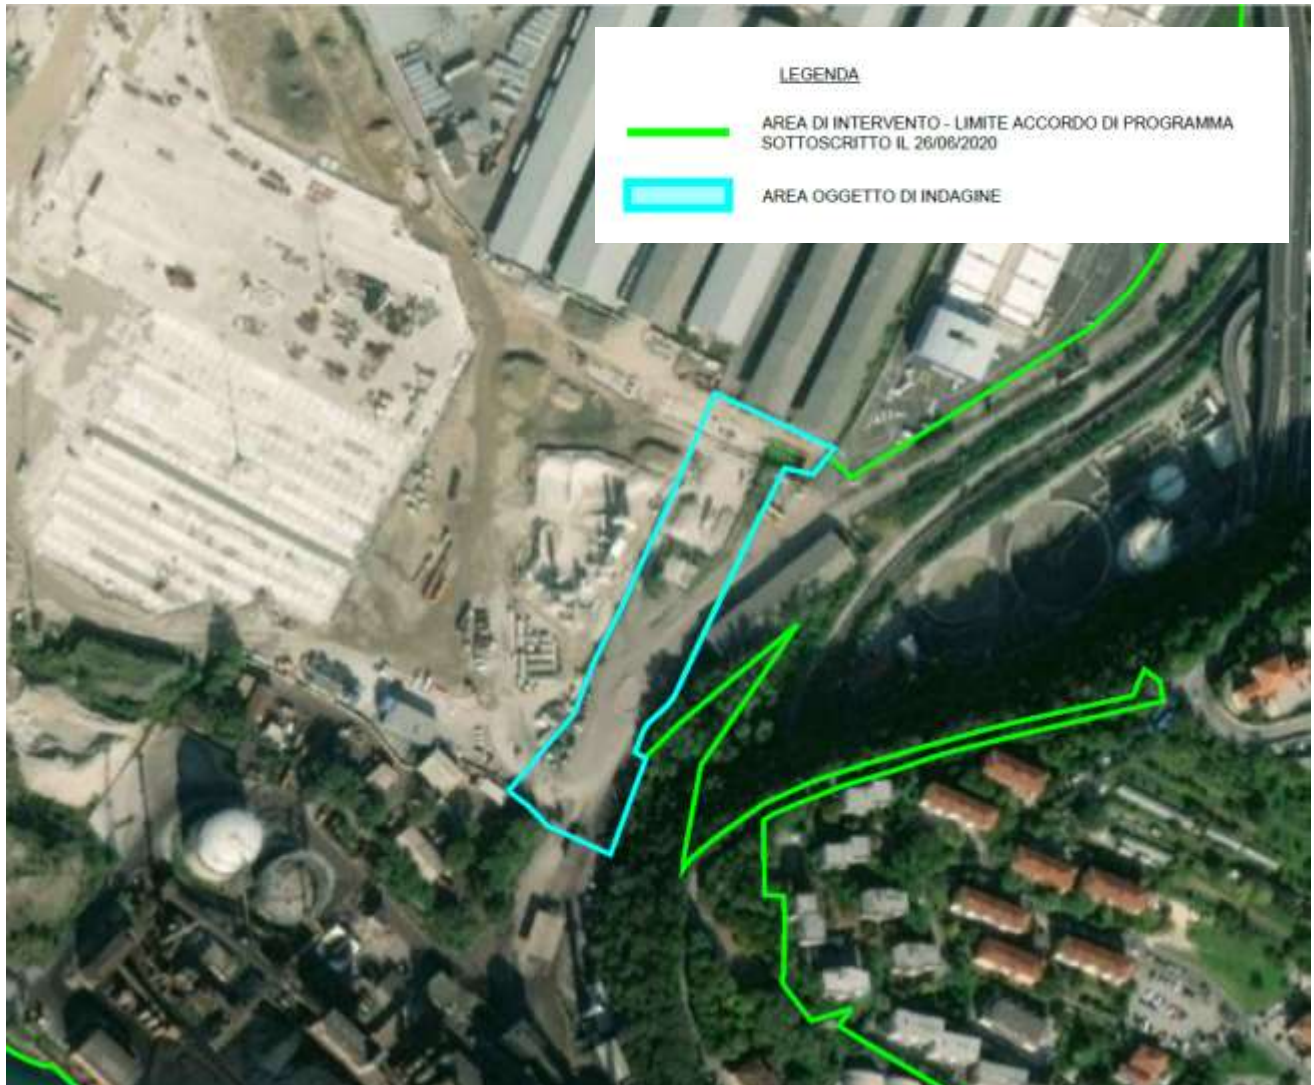 LEGENDA
AREA DI INTERVENTO - LIMITE ACCORDO DI PROGRAMMA
SOTTOSCRITTO IL 26/06/2020
AREA OGGETTO DI INDAGINE